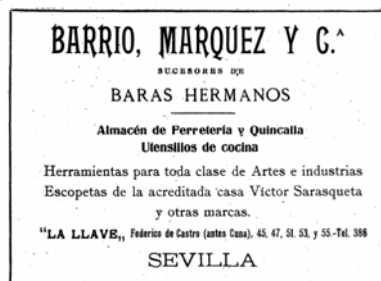 BARRIO, MARQUEZ Y C.ᴬ
SUCESORES DE
BARAS HERMANOS
Almacén de Ferretería y Quincalla
Utensilios de cocina
Herramientas para toda clase de Artes e industrias
Escopetas de la acreditada casa Víctor Sarasqueta
y otras marcas.
"LA LLAVE„ Federico de Castro (antes Cuna), 45, 47, 51, 53, y 55.-Tel. 386
SEVILLA